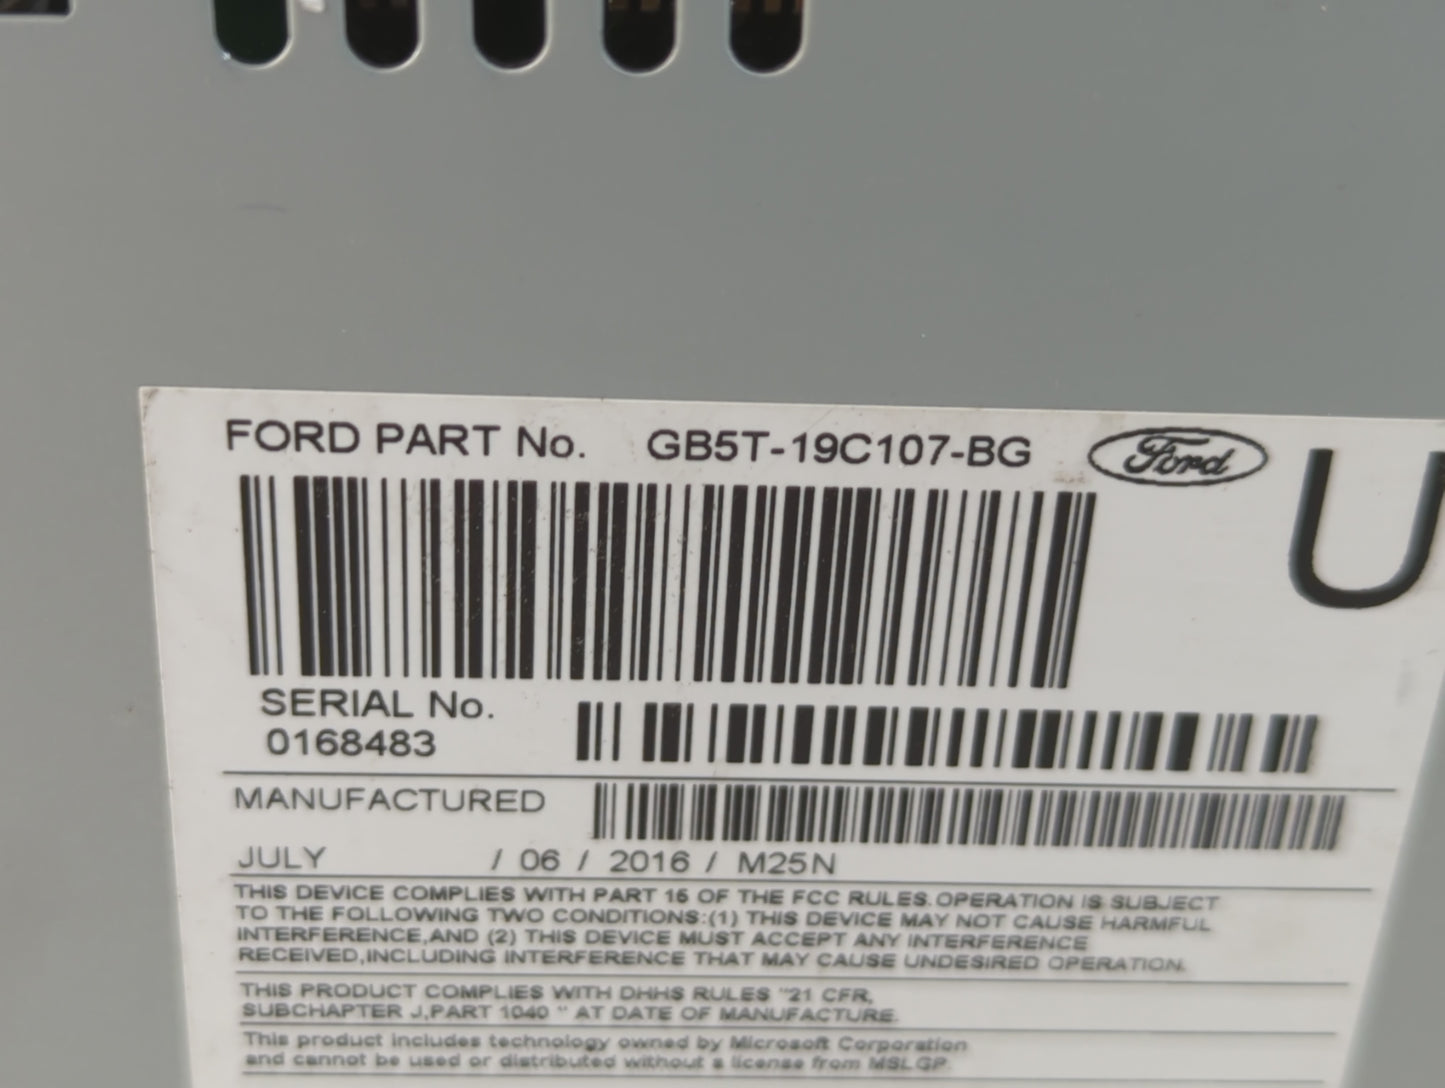 FORD PART No. GB5T-19C107-BG Ford U
SERIAL No.
0168483
MANUFACTURED
JULY / 06 / 2016 / M25N
THIS DEVICE COMPLIES WITH PART 15 OF THE FCC RULES.OPERATION IS SUBJECT
TO THE FOLLOWING TWO CONDITIONS:(1) THIS DEVICE MAY NOT CAUSE HARMFUL
INTERFERENCE,AND (2) THIS DEVICE MUST ACCEPT ANY INTERFERENCE
RECEIVED,INCLUDING INTERFERENCE THAT MAY CAUSE UNDESIRED OPERATION.
THIS PRODUCT COMPLIES WITH DHHS RULES "21 CFR,
SUBCHAPTER J,PART 1040 " AT DATE OF MANUFACTURE.
This product includes technology owned by Microsoft Corporation
and cannot be used or distributed without a license from MSLGP.